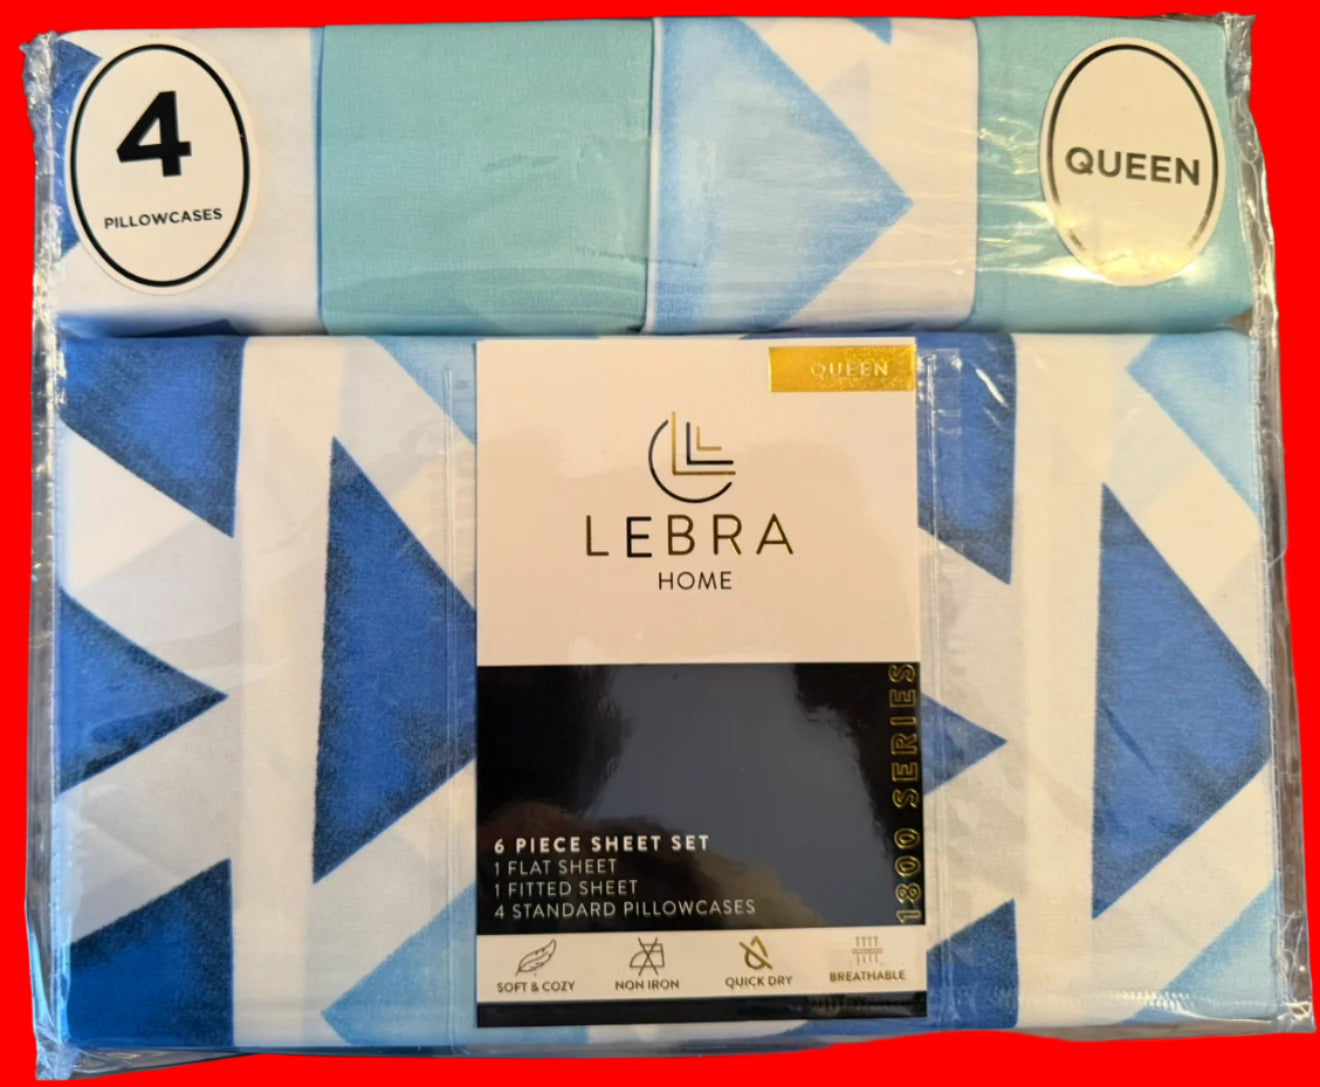 4
PILLOWCASES
QUEEN
QUEEN
LEBRA
HOME
1800 SERIES
6 PIECE SHEET SET
1 FLAT SHEET
1 FITTED SHEET
4 STANDARD PILLOWCASES
SOFT & COZY
NON IRON
QUICK DRY
BREATHABLE